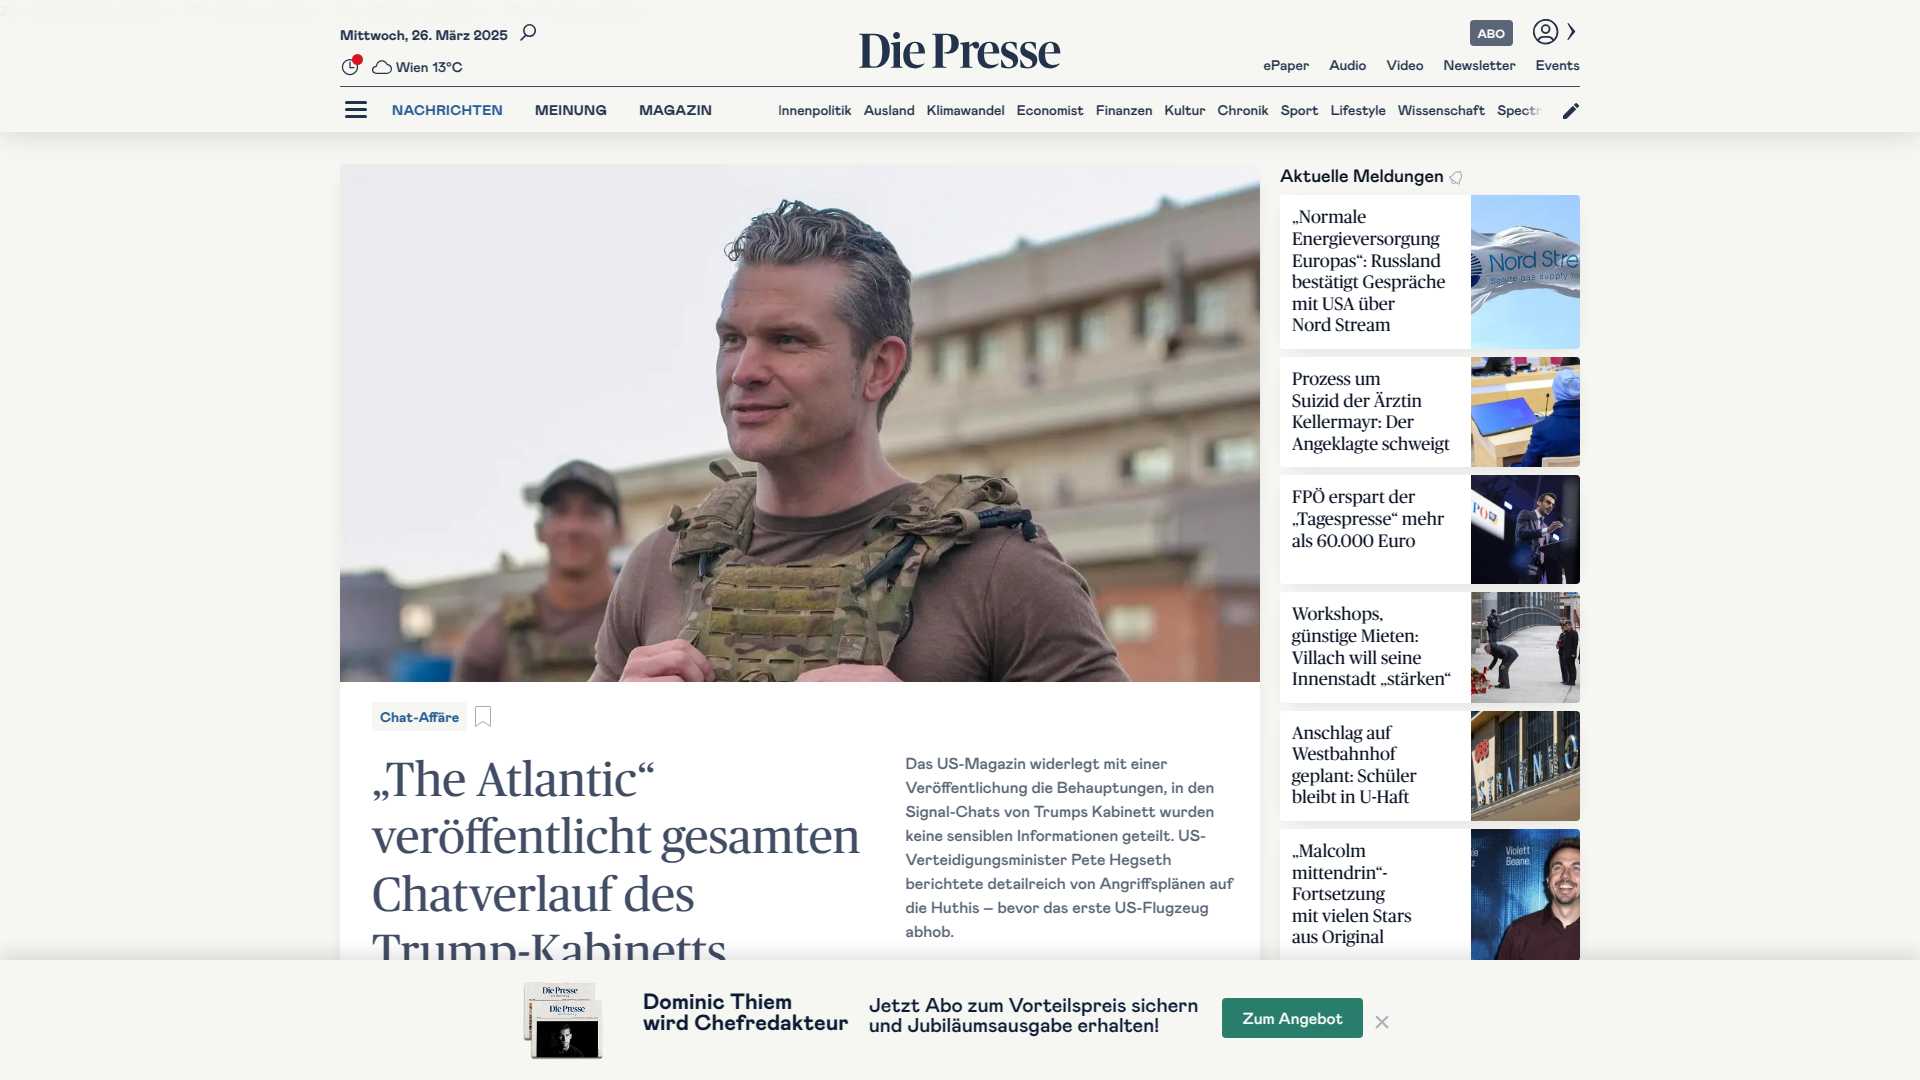 Mittwoch, 26. März 2025
Wien 13°C
Die Presse
ABO
ePaper Audio Video Newsletter Events
NACHRICHTEN MEINUNG MAGAZIN
Innenpolitik Ausland Klimawandel Economist Finanzen Kultur Chronik Sport Lifestyle Wissenschaft
Chat-Affäre
„The Atlantic“
veröffentlicht gesamten
Chatverlauf des
Trump-Kabinetts
Das US-Magazin widerlegt mit einer
Veröffentlichung die Behauptungen, in den
Signal-Chats von Trumps Kabinett wurden
keine sensiblen Informationen geteilt. US-
Verteidigungsminister Pete Hegseth
berichtete detailreich von Angriffsplänen auf
die Huthis – bevor das erste US-Flugzeug
abhob.
Aktuelle Meldungen
„Normale
Energieversorgung
Europas“: Russland
bestätigt Gespräche
mit USA über
Nord Stream
Nord Stre
Prozess um
Suizid der Ärztin
Kellermayr: Der
Angeklagte schweigt
FPÖ erspart der
„Tagespresse“ mehr
als 60.000 Euro
PÖ
Workshops,
günstige Mieten:
Villach will seine
Innenstadt „stärken“
Anschlag auf
Westbahnhof
geplant: Schüler
bleibt in U-Haft
ÖBB
„Malcolm
mittendrin“-
Fortsetzung
mit vielen Stars
aus Original
Violett
Beane
Die Presse
Die Presse
Dominic Thiem
wird Chefredakteur
Jetzt Abo zum Vorteilspreis sichern
und Jubiläumsausgabe erhalten!
Zum Angebot